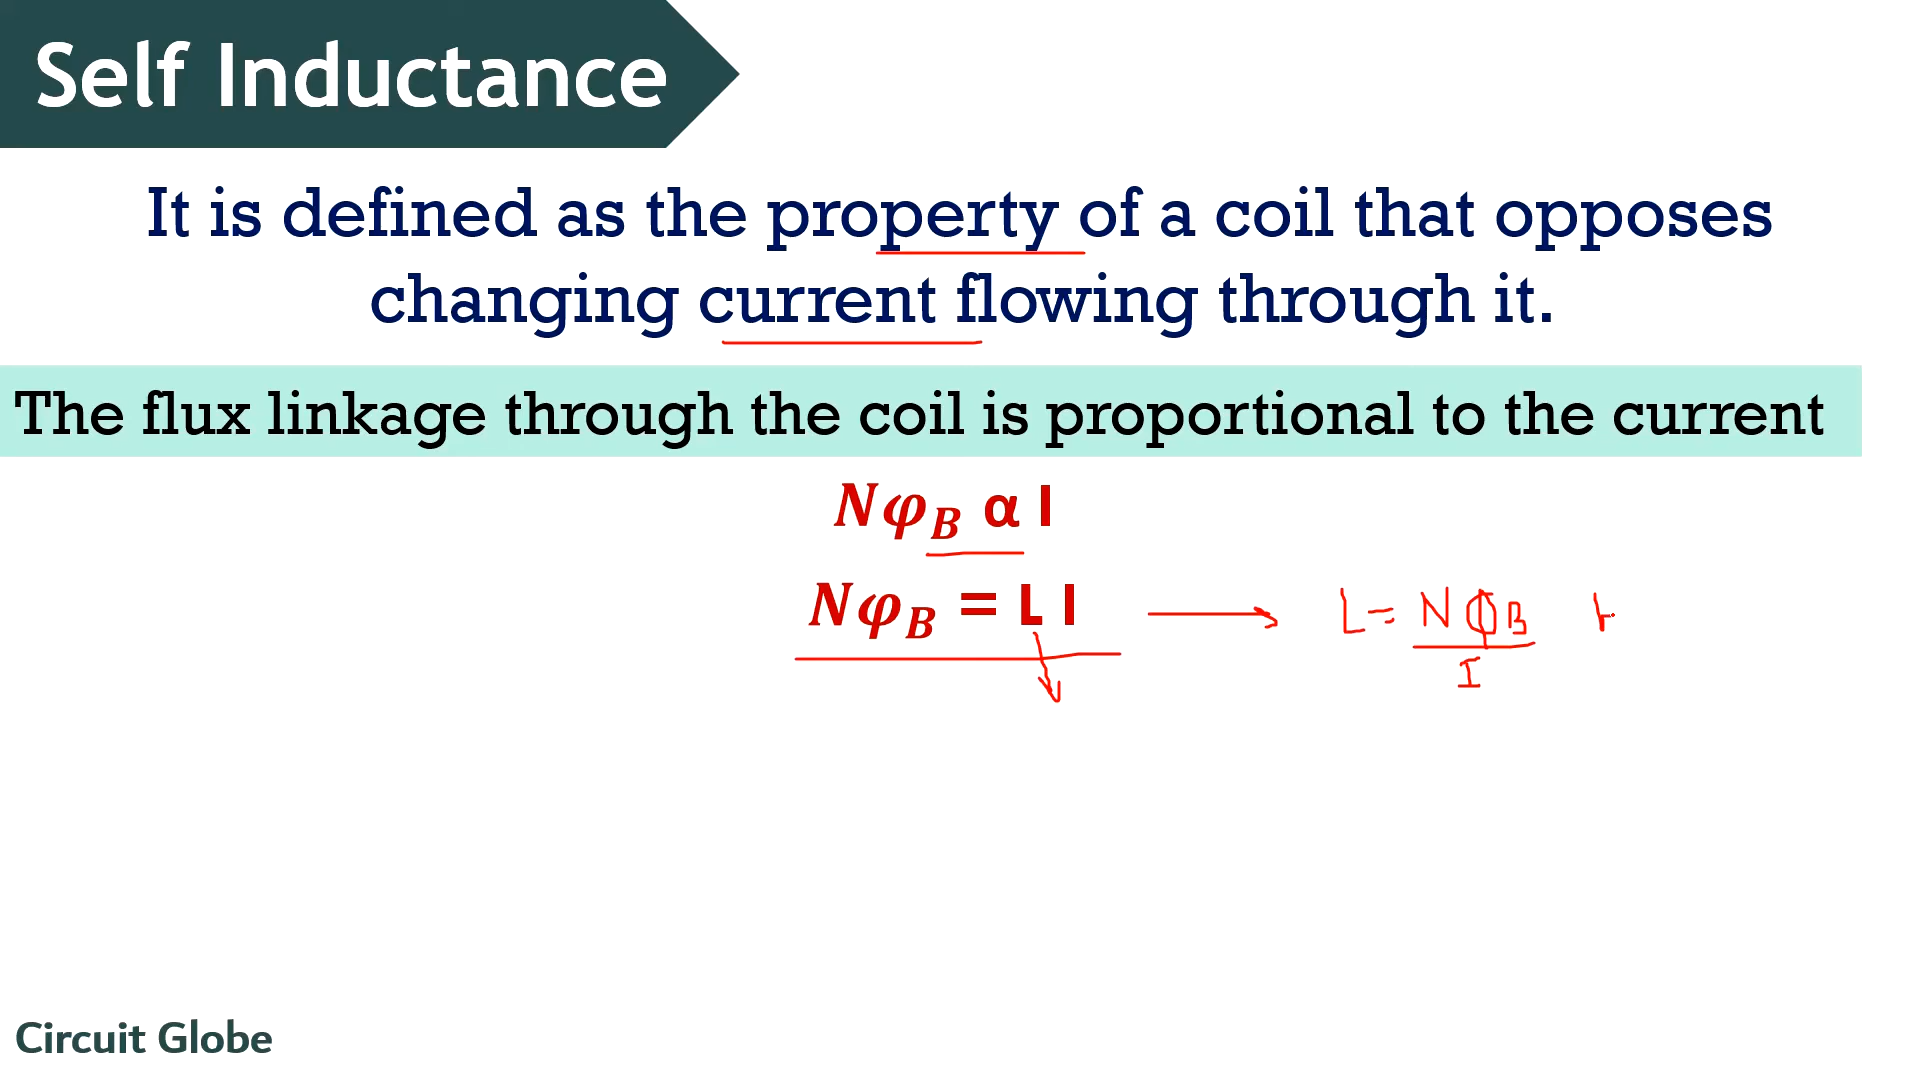 Self Inductance
It is defined as the property of a coil that opposes
changing current flowing through it.
The flux linkage through the coil is proportional to the current
Nφ_B α I
Nφ_B = L I → L = NΦ_B
I
Circuit Globe